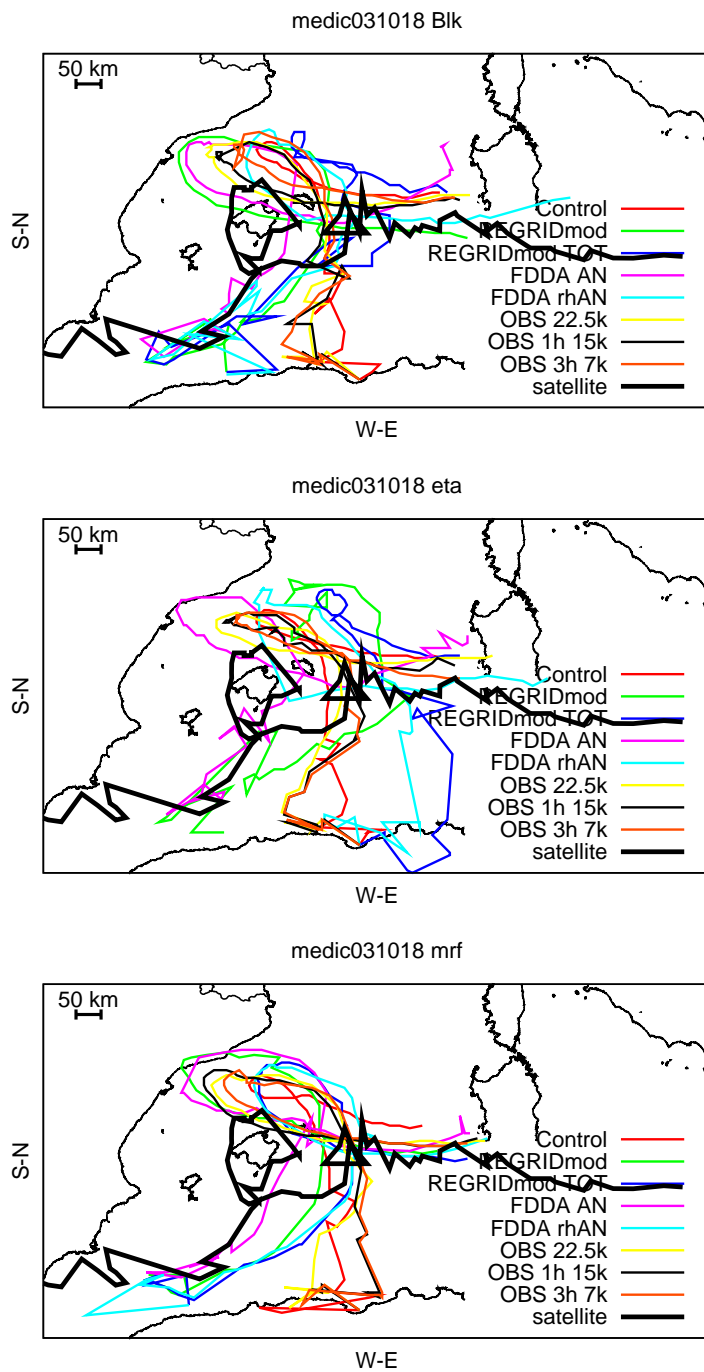 medic031018 Blk
50 km
S-N
Control
REGRIDmod
REGRIDmod TOT
FDDA AN
FDDA rhAN
OBS 22.5k
OBS 1h 15k
OBS 3h 7k
satellite
W-E
medic031018 eta
50 km
S-N
Control
REGRIDmod
REGRIDmod TOT
FDDA AN
FDDA rhAN
OBS 22.5k
OBS 1h 15k
OBS 3h 7k
satellite
W-E
medic031018 mrf
50 km
S-N
Control
REGRIDmod
REGRIDmod TOT
FDDA AN
FDDA rhAN
OBS 22.5k
OBS 1h 15k
OBS 3h 7k
satellite
W-E